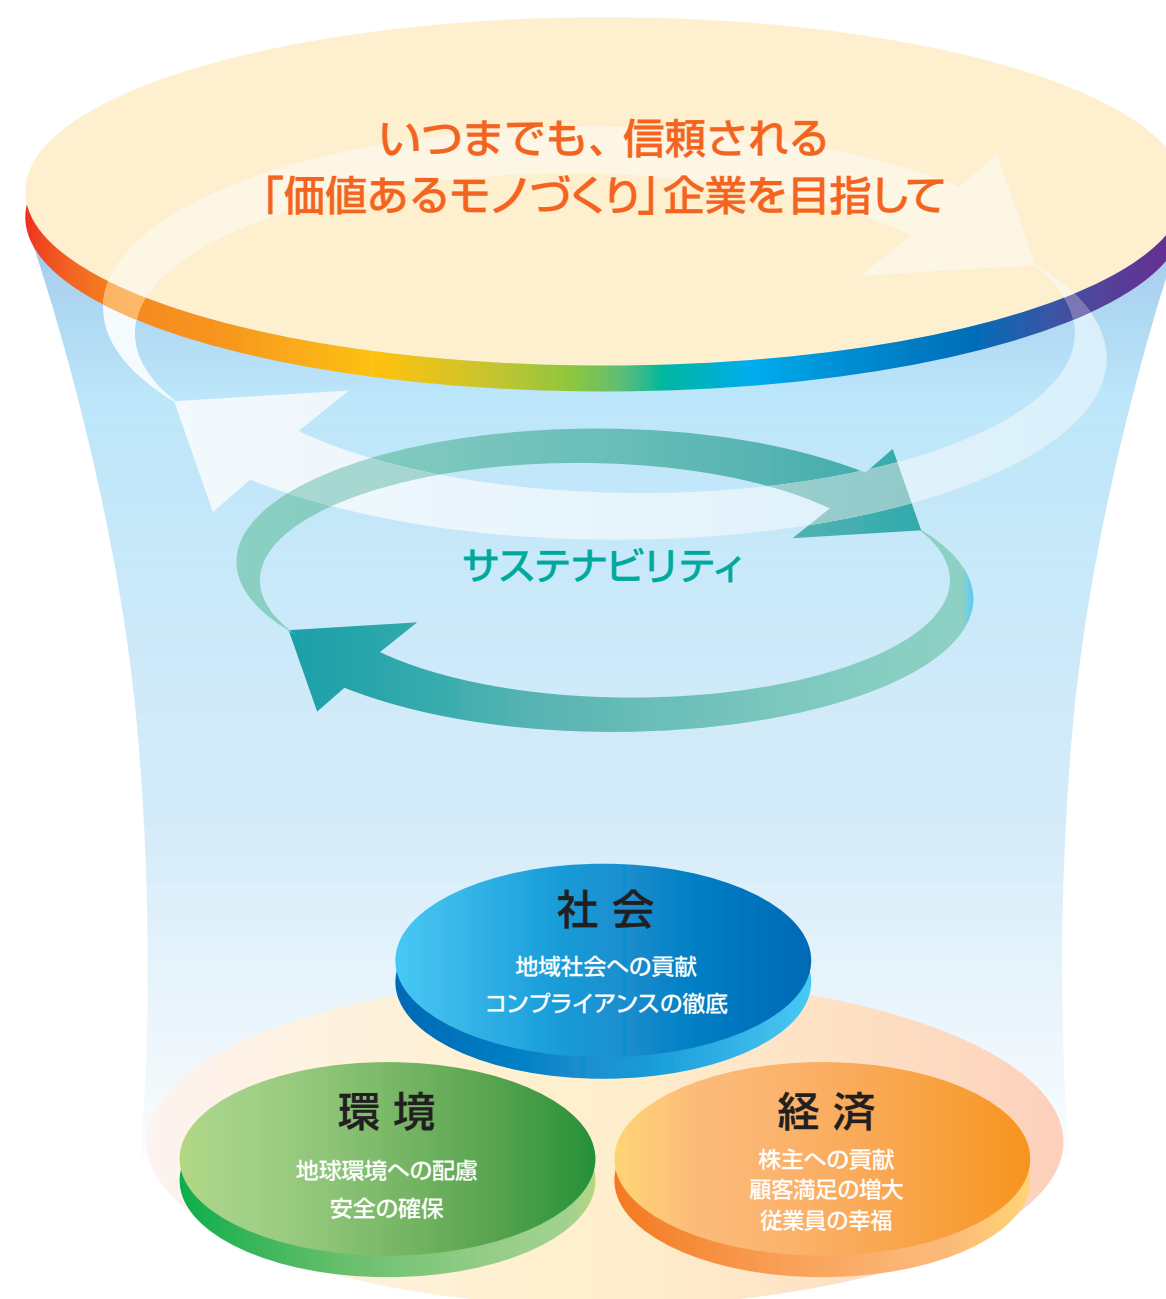 いつまでも、信頼される
「価値あるモノづくり」企業を目指して
サステナビリティ
社 会
地域社会への貢献
コンプライアンスの徹底
環 境
地球環境への配慮
安全の確保
経 済
株主への貢献
顧客満足の増大
従業員の幸福